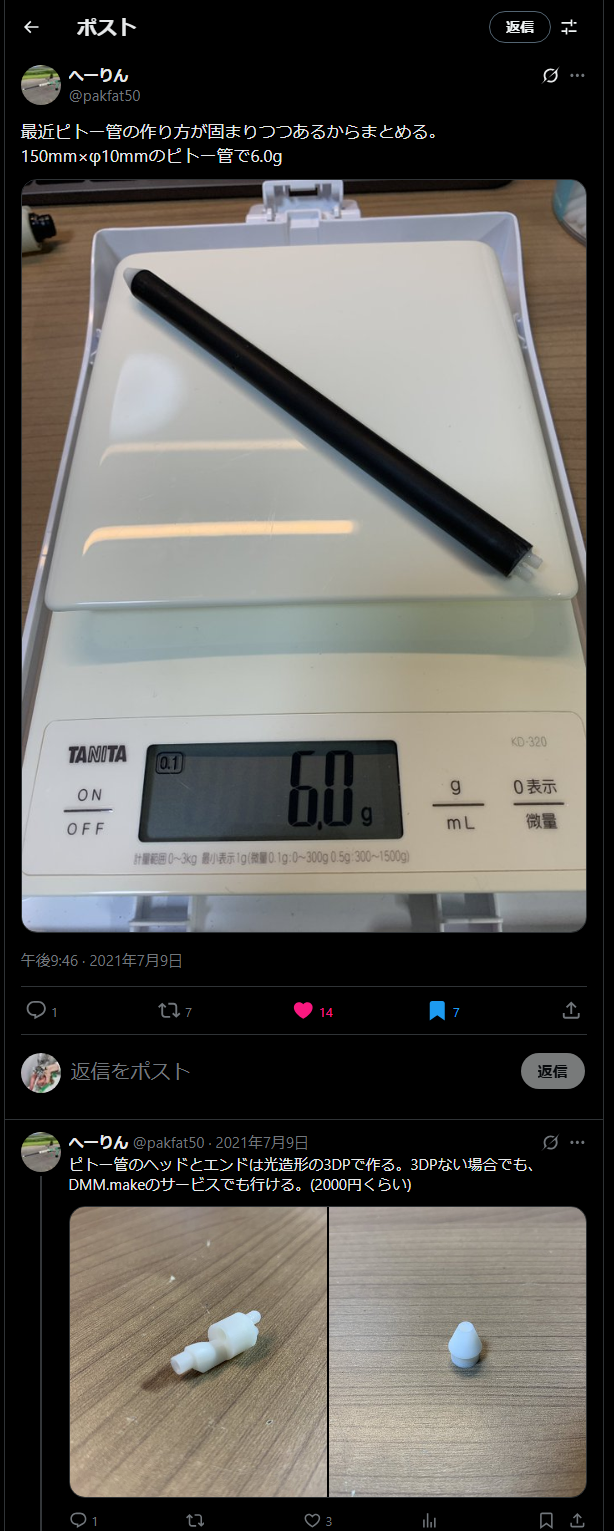 ポスト
返信
へーりん
@pakfat50
最近ピトー管の作り方が固まりつつあるからまとめる。
150mm×φ10mmのピトー管で6.0g
TANITA
KD-320
ON
OFF
0.1
6.0 g
g
mL
0表示
微量
計量範囲0~3kg 最小表示1g(微量0.1g:0~300g 0.5g:300~1500g)
午後9:46 · 2021年7月9日
1
7
14
7
返信をポスト
返信
へーりん @pakfat50 · 2021年7月9日
ピトー管のヘッドとエンドは光造形の3DPで作る。3DPない場合でも、
DMM.makeのサービスでも行ける。(2000円くらい)
1
3